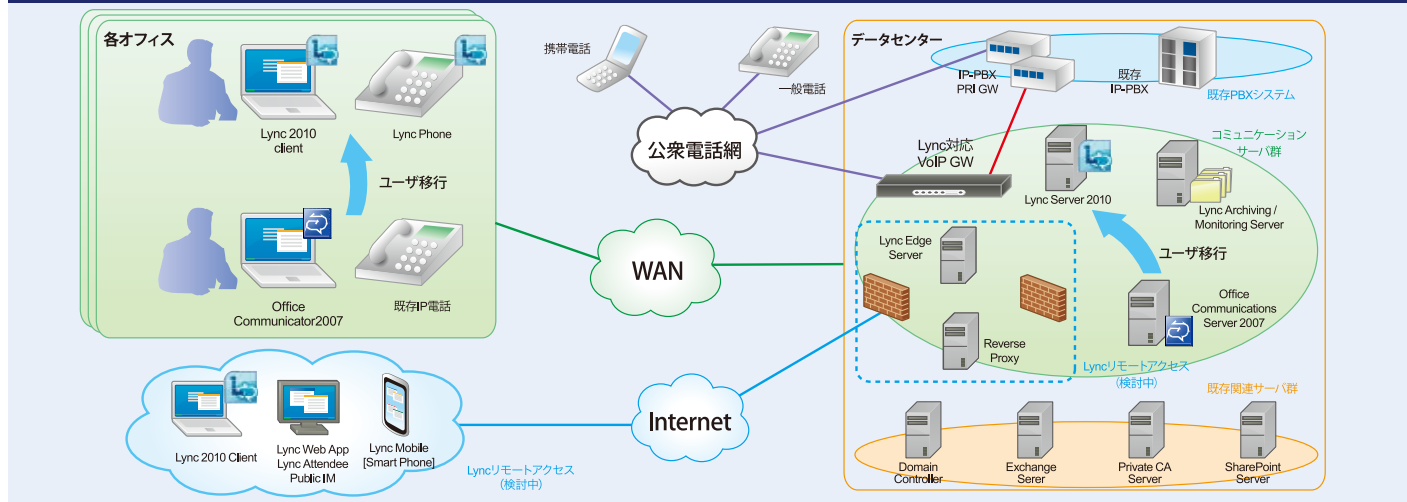 各オフィス
Lync 2010
client
Lync Phone
ユーザ移行
Office
Communicator2007
既存IP電話
携帯電話
一般電話
公衆電話網
WAN
Internet
Lync 2010 Client
Lync Web App
Lync Attendee
Public IM
Lync Mobile
[Smart Phone]
Lyncリモートアクセス
(検討中)
データセンター
IP-PBX
PRI GW
既存
IP-PBX
既存PBXシステム
コミュニケーション
サーバ群
Lync対応
VoIP GW
Lync Server 2010
Lync Archiving /
Monitoring Server
Lync Edge
Server
ユーザ移行
Office
Communications
Server 2007
Reverse
Proxy
Lyncリモートアクセス
(検討中)
既存関連サーバ群
Domain
Controller
Exchange
Serer
Private CA
Server
SharePoint
Server